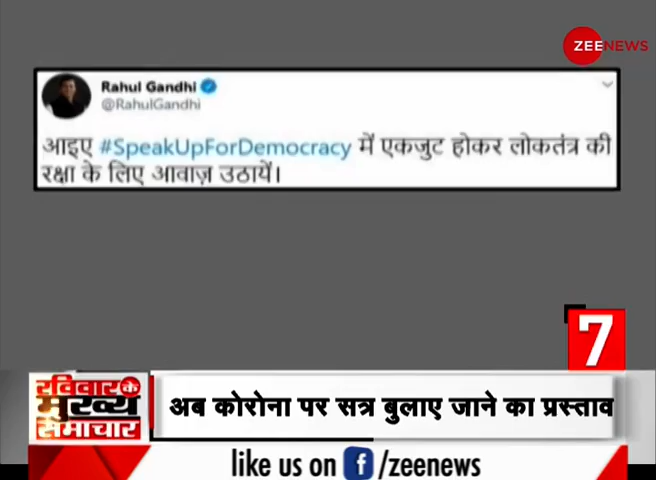 ZEENEWS
Rahul Gandhi
@RahulGandhi
आइए #SpeakUpForDemocracy में एकजुट होकर लोकतंत्र की
रक्षा के लिए आवाज़ उठायें।
7
रविवार के
मुख्य
समाचार
अब कोरोना पर सत्र बुलाए जाने का प्रस्ताव
like us on f/zeenews